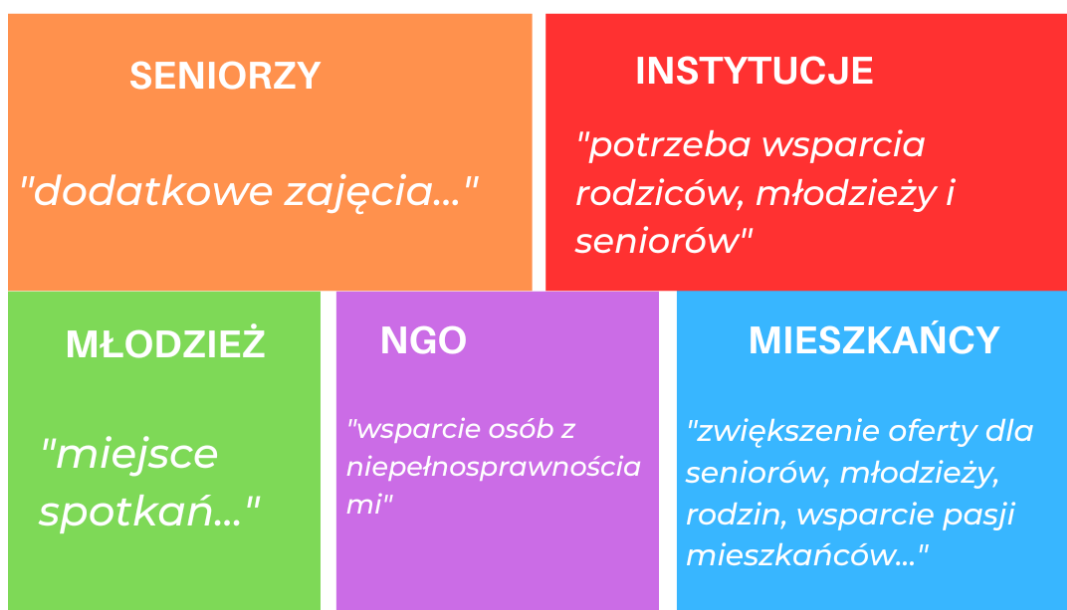 SENIORZY
"dodatkowe zajęcia..."
INSTYTUCJE
"potrzeba wsparcia
rodziców, młodzieży i
seniorów"
MŁODZIEŻ
"miejsce
spotkań..."
NGO
"wsparcie osób z
niepełnosprawnościa
mi"
MIESZKAŃCY
"zwiększenie oferty dla
seniorów, młodzieży,
rodzin, wsparcie pasji
mieszkańców..."